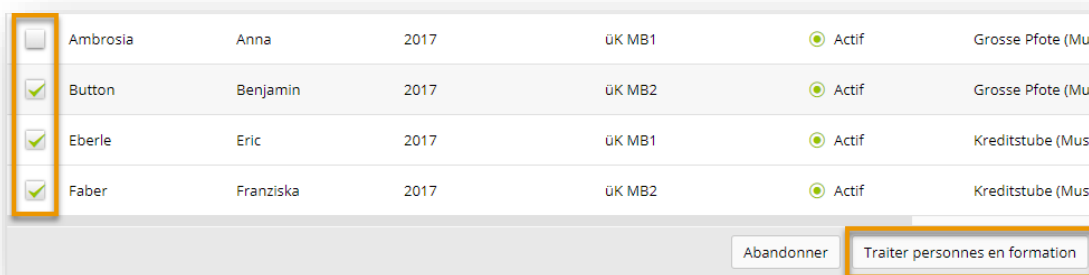 Ambrosia Anna 2017 üK MB1 Actif Grosse Pfote (Mu
Button Benjamin 2017 üK MB2 Actif Grosse Pfote (Mu
Eberle Eric 2017 üK MB1 Actif Kreditstube (Mus
Faber Franziska 2017 üK MB2 Actif Kreditstube (Mus
Abandonner Traiter personnes en formation